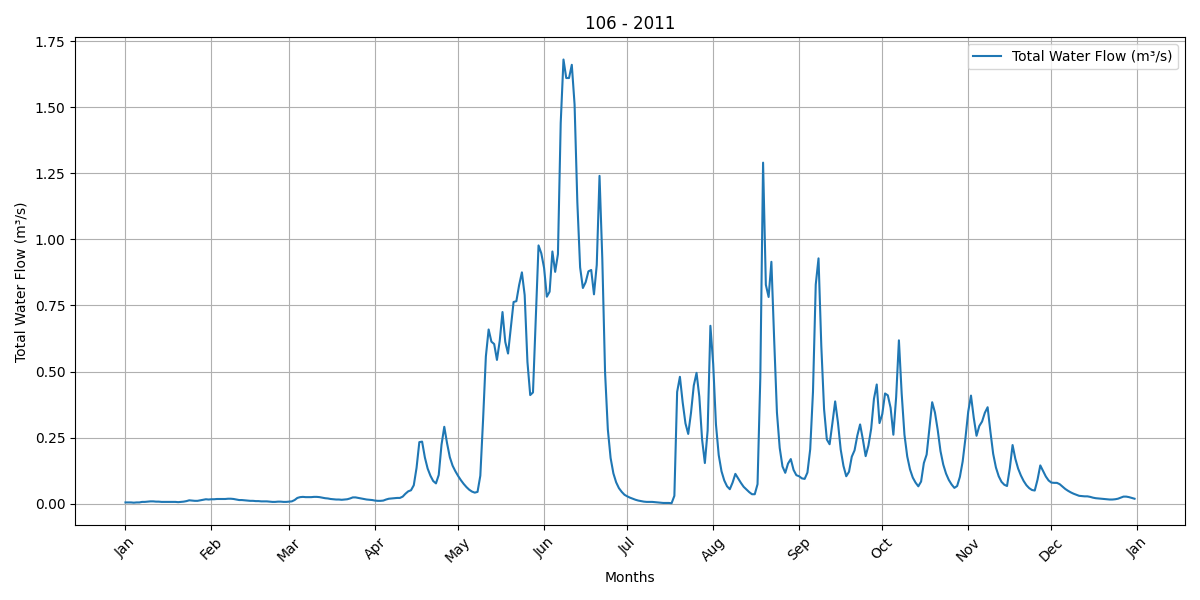 106 - 2011
Total Water Flow (m³/s)
Total Water Flow (m³/s)
1.75
1.50
1.25
1.00
0.75
0.50
0.25
0.00
Jan
Feb
Mar
Apr
May
Jun
Jul
Aug
Sep
Oct
Nov
Dec
Jan
Months